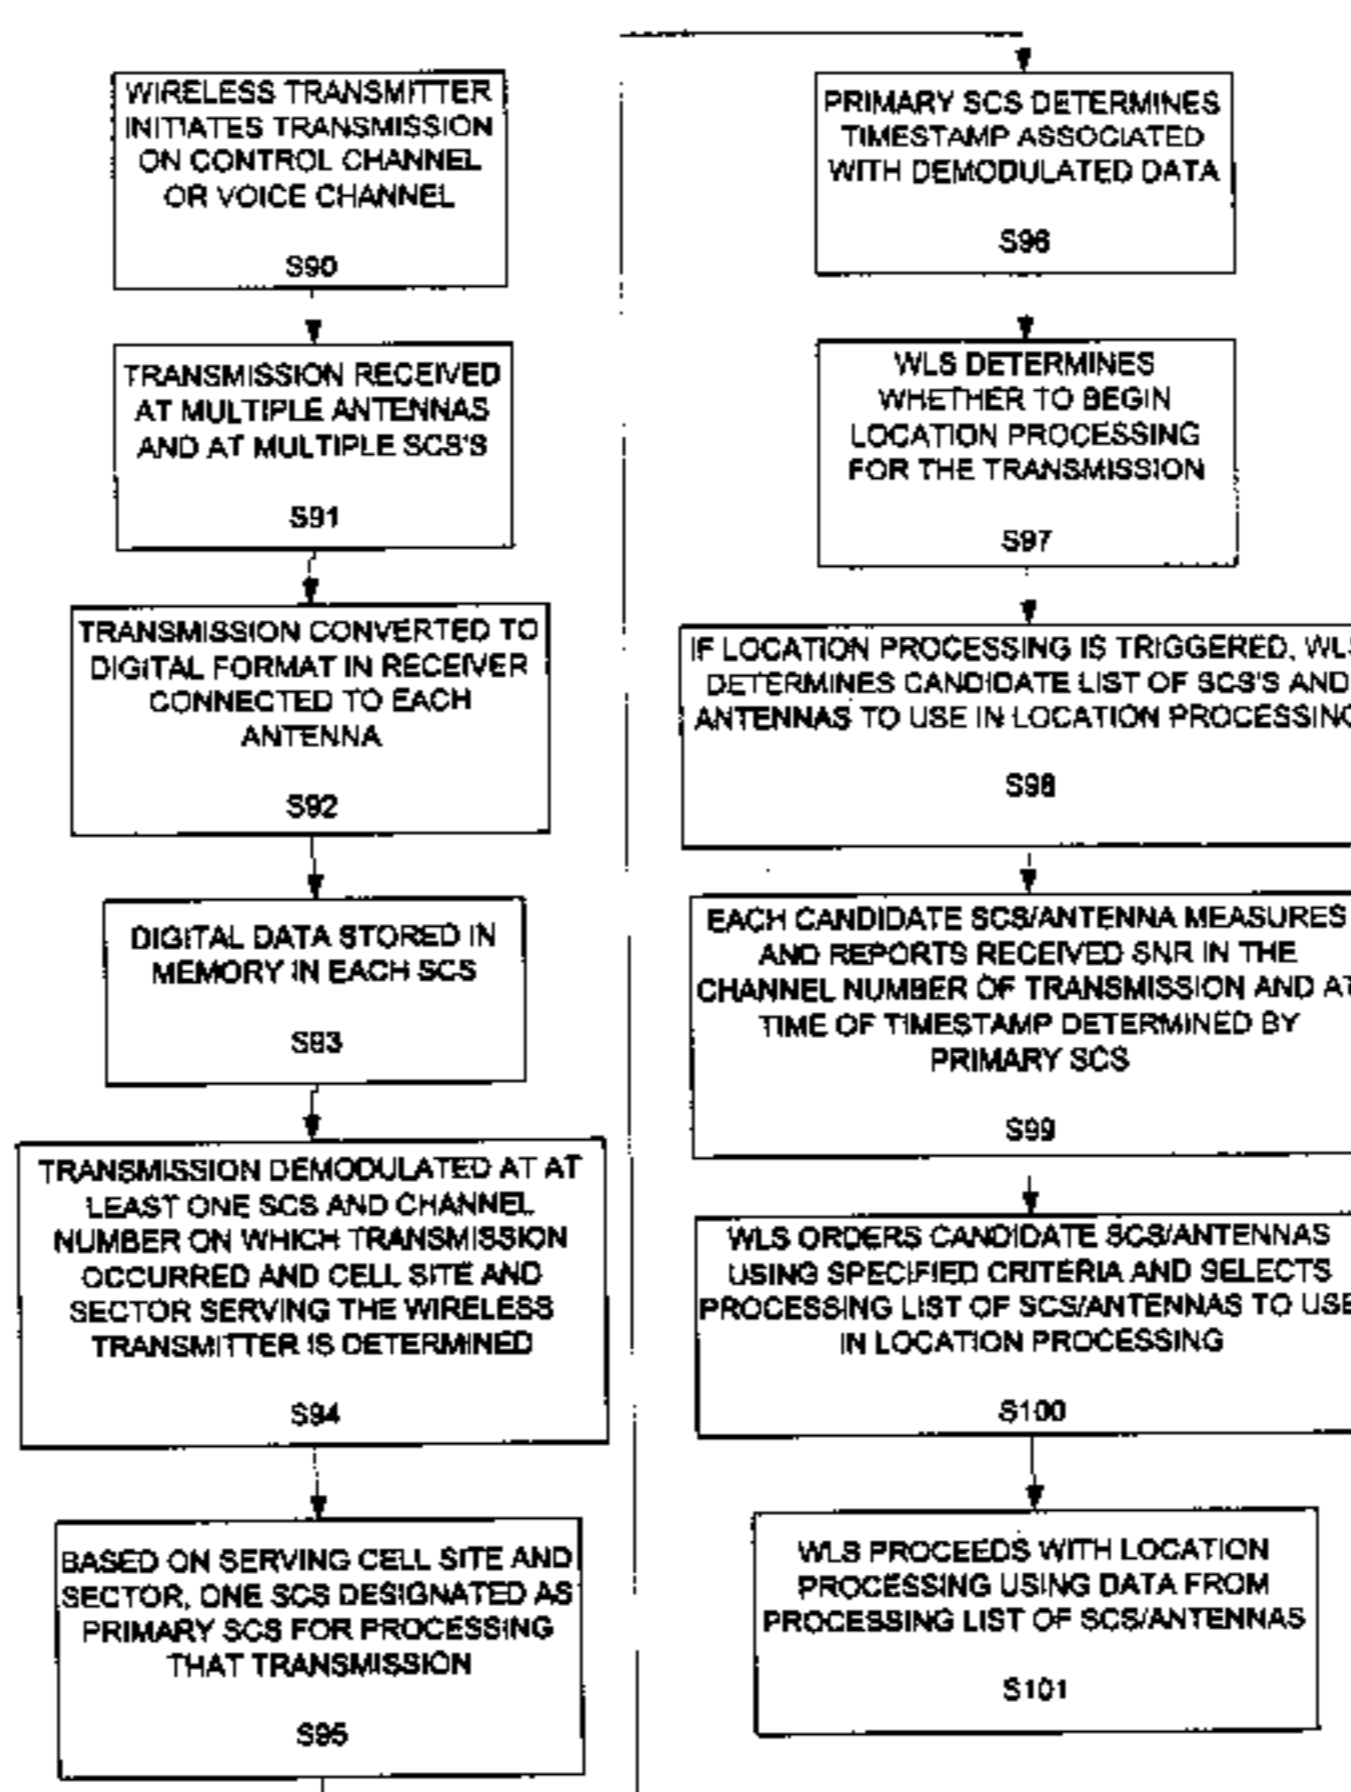 WIRELESS TRANSMITTER
INITIATES TRANSMISSION
ON CONTROL CHANNEL
OR VOICE CHANNEL
S90
TRANSMISSION RECEIVED
AT MULTIPLE ANTENNAS
AND AT MULTIPLE SCS'S
S91
TRANSMISSION CONVERTED TO
DIGITAL FORMAT IN RECEIVER
CONNECTED TO EACH
ANTENNA
S92
DIGITAL DATA STORED IN
MEMORY IN EACH SCS
S93
TRANSMISSION DEMODULATED AT AT
LEAST ONE SCS AND CHANNEL
NUMBER ON WHICH TRANSMISSION
OCCURRED AND CELL SITE AND
SECTOR SERVING THE WIRELESS
TRANSMITTER IS DETERMINED
S94
BASED ON SERVING CELL SITE AND
SECTOR, ONE SCS DESIGNATED AS
PRIMARY SCS FOR PROCESSING
THAT TRANSMISSION
S95
PRIMARY SCS DETERMINES
TIMESTAMP ASSOCIATED
WITH DEMODULATED DATA
S96
WLS DETERMINES
WHETHER TO BEGIN
LOCATION PROCESSING
FOR THE TRANSMISSION
S97
IF LOCATION PROCESSING IS TRIGGERED, WLS
DETERMINES CANDIDATE LIST OF SCS'S AND
ANTENNAS TO USE IN LOCATION PROCESSING
S98
EACH CANDIDATE SCS/ANTENNA MEASURES
AND REPORTS RECEIVED SNR IN THE
CHANNEL NUMBER OF TRANSMISSION AND AT
TIME OF TIMESTAMP DETERMINED BY
PRIMARY SCS
S99
WLS ORDERS CANDIDATE SCS/ANTENNAS
USING SPECIFIED CRITERIA AND SELECTS
PROCESSING LIST OF SCS/ANTENNAS TO USE
IN LOCATION PROCESSING
S100
WLS PROCEEDS WITH LOCATION
PROCESSING USING DATA FROM
PROCESSING LIST OF SCS/ANTENNAS
S101